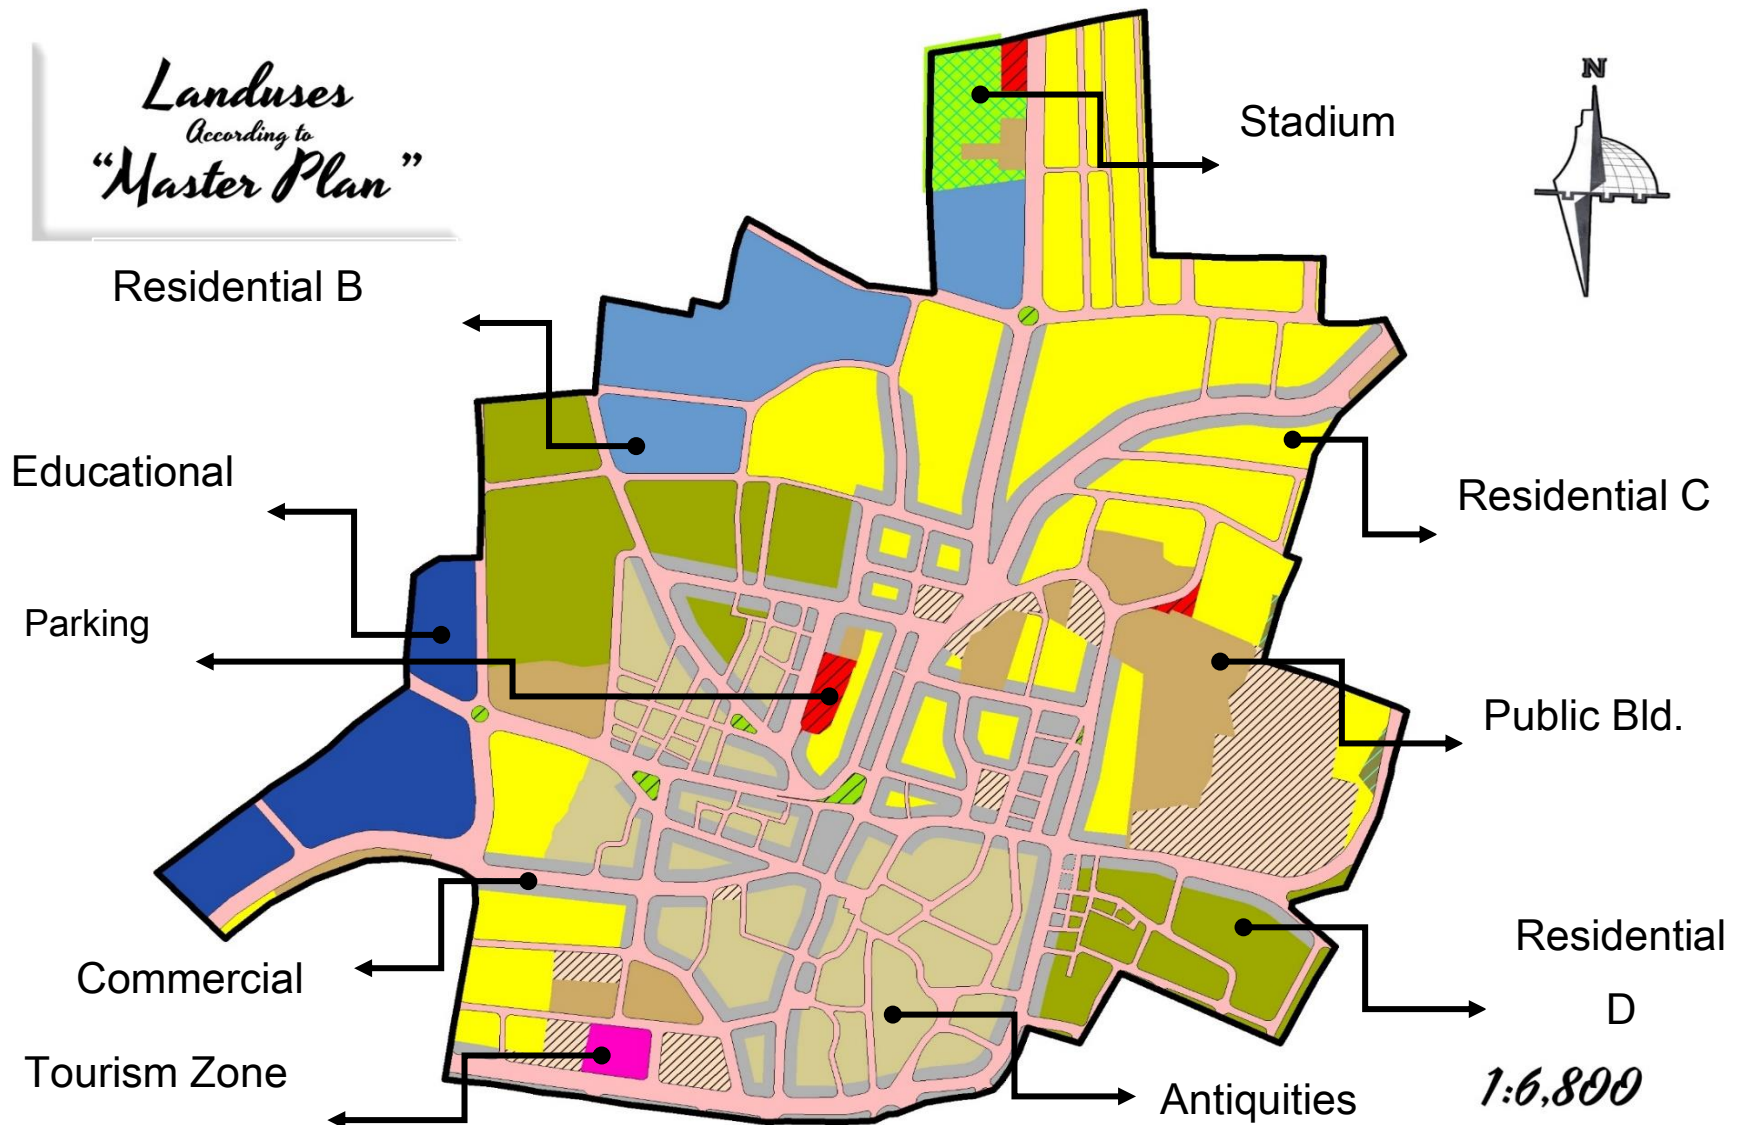 Landuses
According to
“Master Plan”
N
Stadium
Residential B
Educational
Residential C
Parking
Public Bld.
Commercial
Residential
D
Tourism Zone
Antiquities
1:6,800